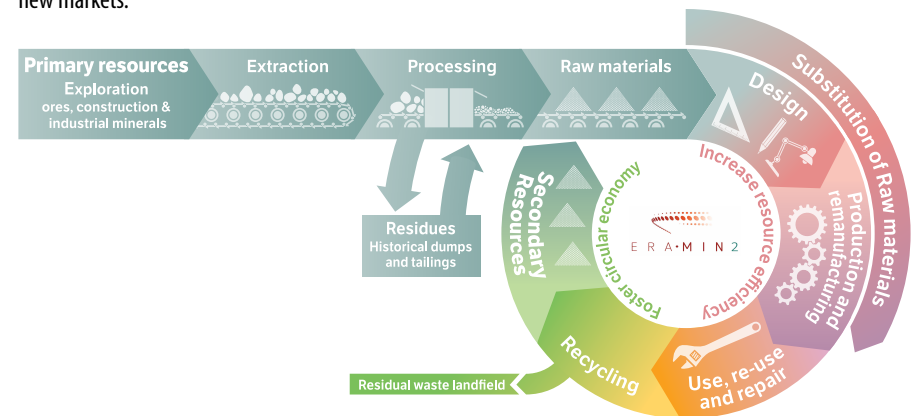 new markets.
Primary resources
Exploration
ores, construction &
industrial minerals
Extraction
Processing
Raw materials
Design
Substitution of Raw materials
Production and
remanufacturing
Use, re-use
and repair
Recycling
Secondary
Resources
Increase resource efficiency
Foster circular economy
ERA•MIN2
Residues
Historical dumps
and tailings
Residual waste landfield